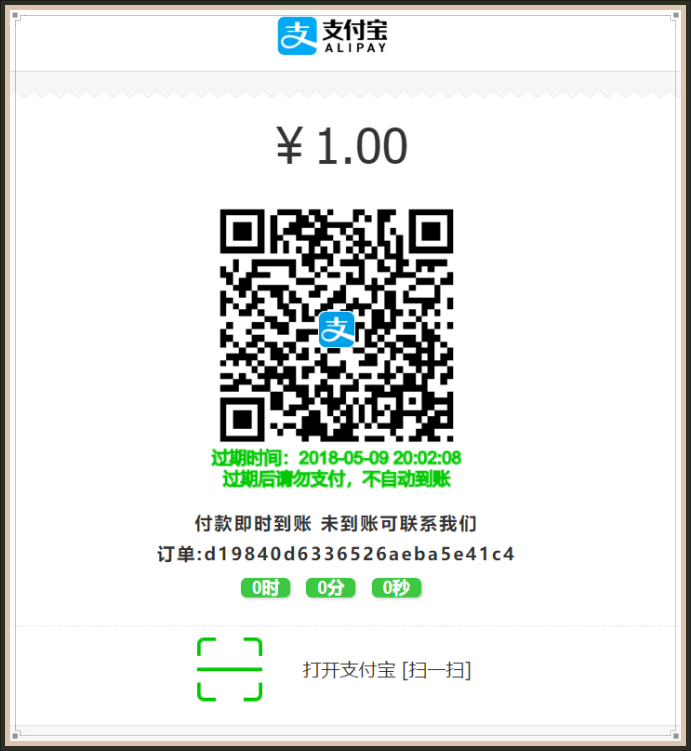 支 支付宝
ALIPAY
¥ 1.00
支
过期时间：2018-05-09 20:02:08
过期后请勿支付，不自动到账
付款即时到账 未到账可联系我们
订单:d19840d6336526aeba5e41c4
0时 0分 0秒
打开支付宝 [扫一扫]